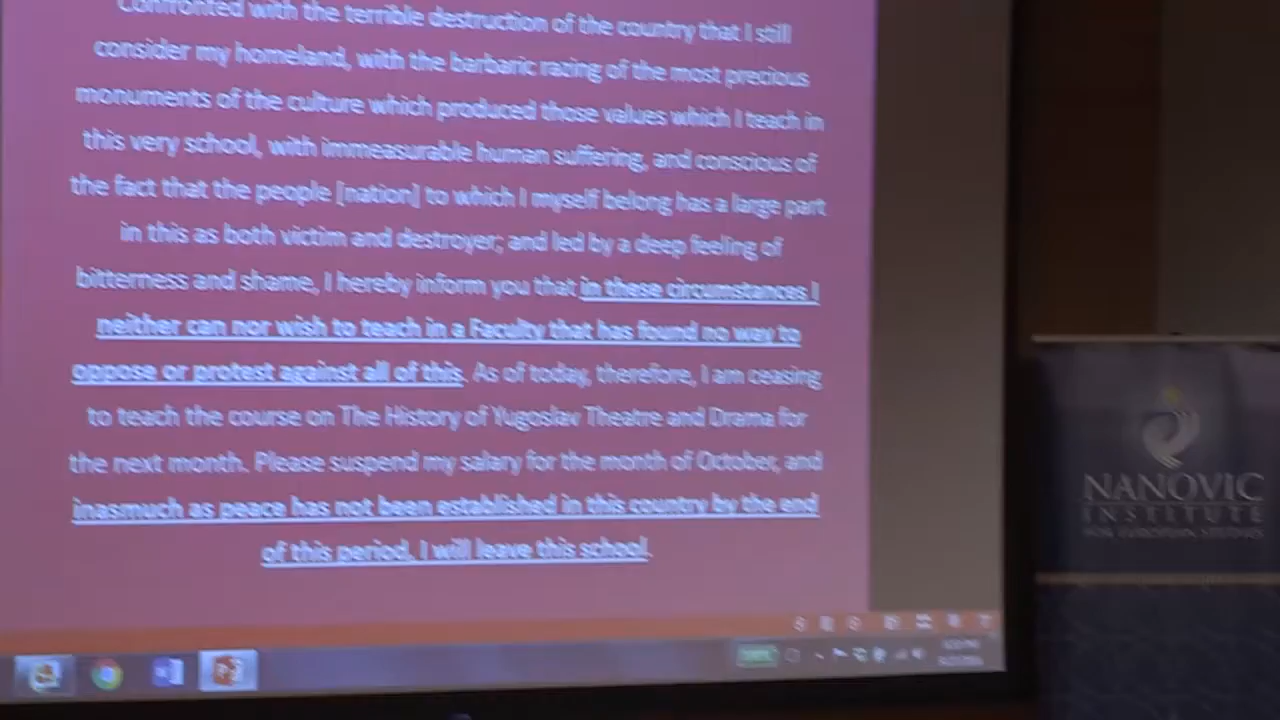 Confronted with the terrible destruction of the country that I still
consider my homeland, with the barbaric razing of the most precious
monuments of the culture which produced those values which I teach in
this very school, with immeasurable human suffering, and conscious of
the fact that the people [nation] to which I myself belong has a large part
in this as both victim and destroyer; and led by a deep feeling of
bitterness and shame, I hereby inform you that in these circumstances I
neither can nor wish to teach in a Faculty that has found no way to
oppose or protest against all of this. As of today, therefore, I am ceasing
to teach the course on The History of Yugoslav Theatre and Drama for
the next month. Please suspend my salary for the month of October, and
inasmuch as peace has not been established in this country by the end
of this period, I will leave this school.
NANOVIC
INSTITUTE
FOR EUROPEAN STUDIES